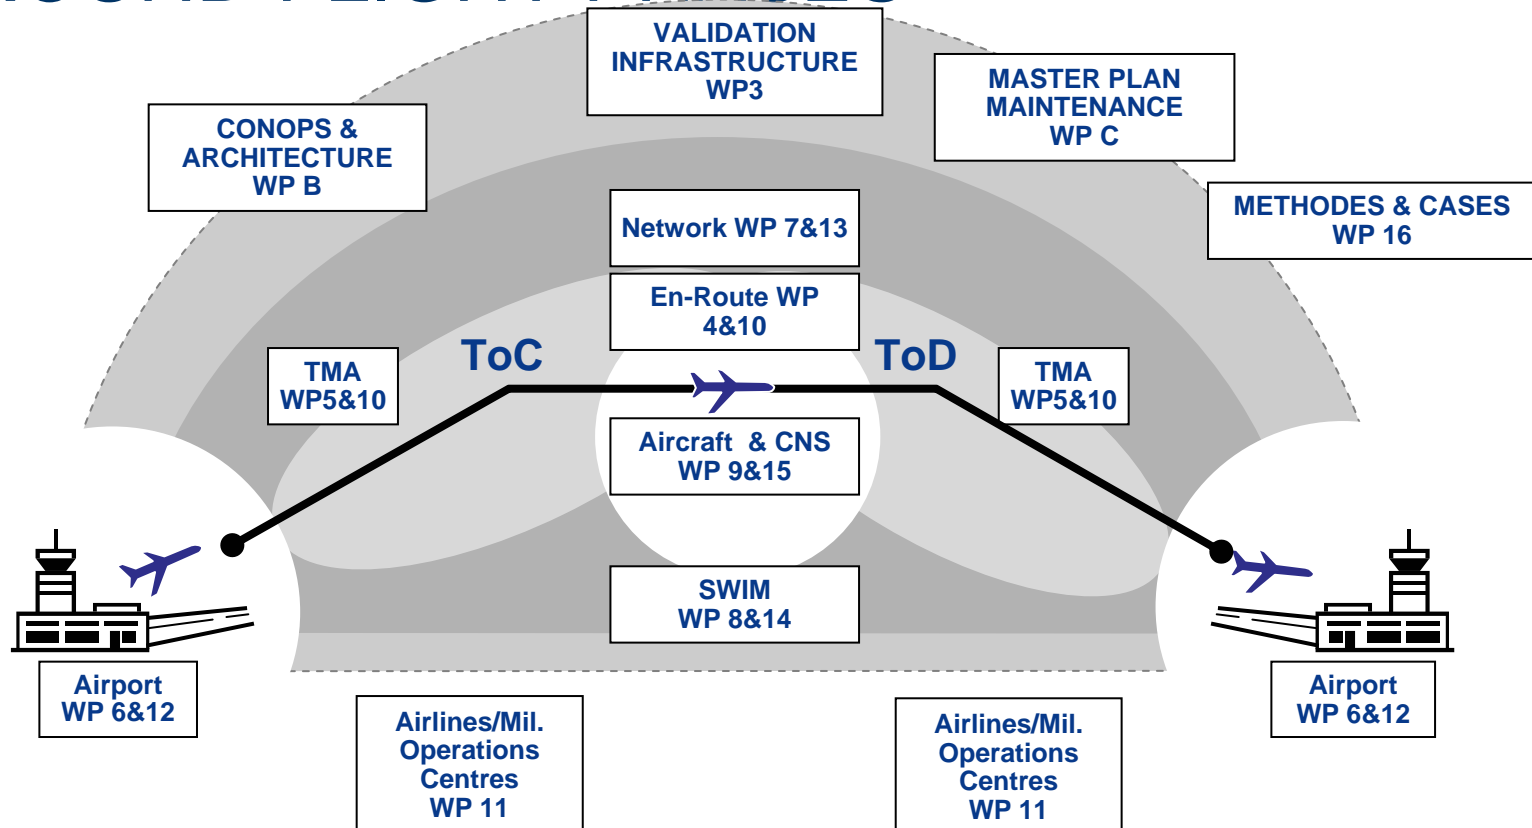 VALIDATION
INFRASTRUCTURE
WP3
MASTER PLAN
MAINTENANCE
WP C
CONOPS &
ARCHITECTURE
WP B
METHODES & CASES
WP 16
Network WP 7&13
En-Route WP
4&10
ToC
ToD
TMA
WP5&10
TMA
WP5&10
Aircraft & CNS
WP 9&15
SWIM
WP 8&14
Airport
WP 6&12
Airport
WP 6&12
Airlines/Mil.
Operations
Centres
WP 11
Airlines/Mil.
Operations
Centres
WP 11